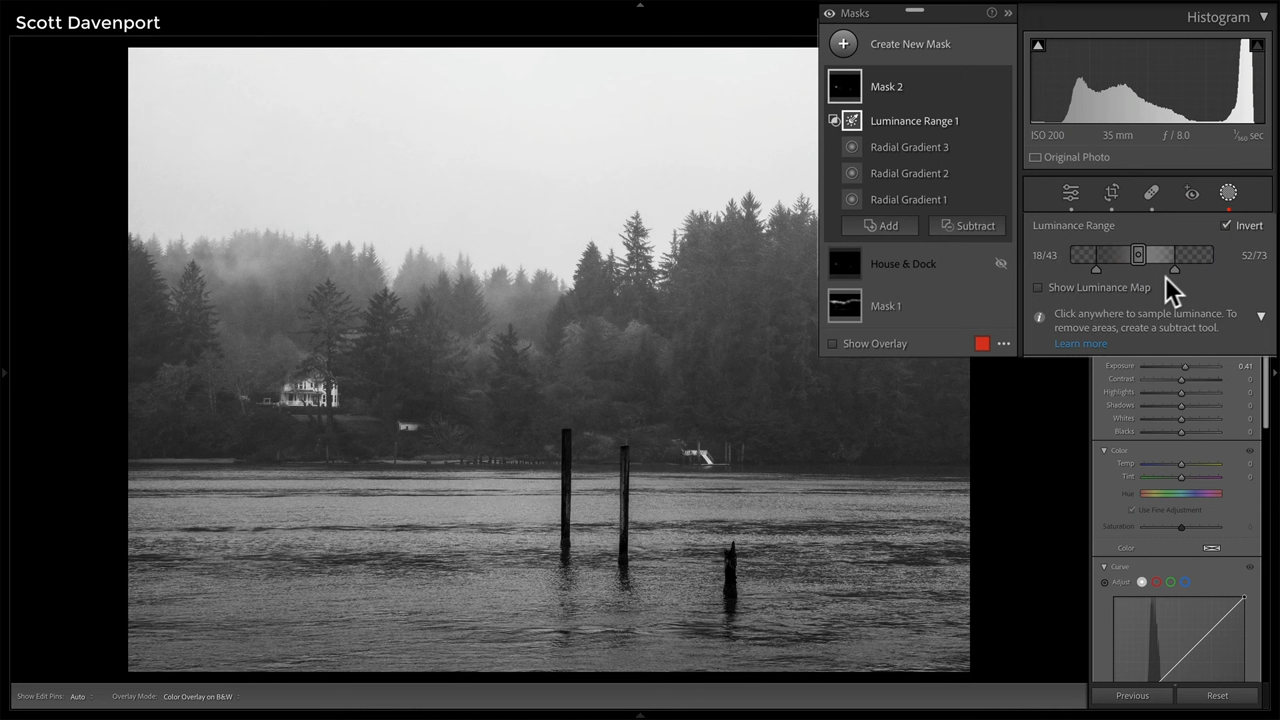 Scott Davenport
Masks
Create New Mask
Mask 2
Luminance Range 1
Radial Gradient 3
Radial Gradient 2
Radial Gradient 1
Add
Subtract
House & Dock
Mask 1
Show Overlay
Histogram
ISO 200 35 mm ƒ / 8.0 1/160 sec
Original Photo
Luminance Range Invert
18/43 52/73
Show Luminance Map
Click anywhere to sample luminance. To
remove areas, create a subtract tool.
Learn more
Exposure 0.41
Contrast 0
Highlights 0
Shadows 0
Whites 0
Blacks 0
Color
Temp 0
Tint 0
Hue
Use Fine Adjustment
Saturation 0
Color
Curve
Adjust
Show Edit Pins: Auto Overlay Mode: Color Overlay on B&W
Previous Reset